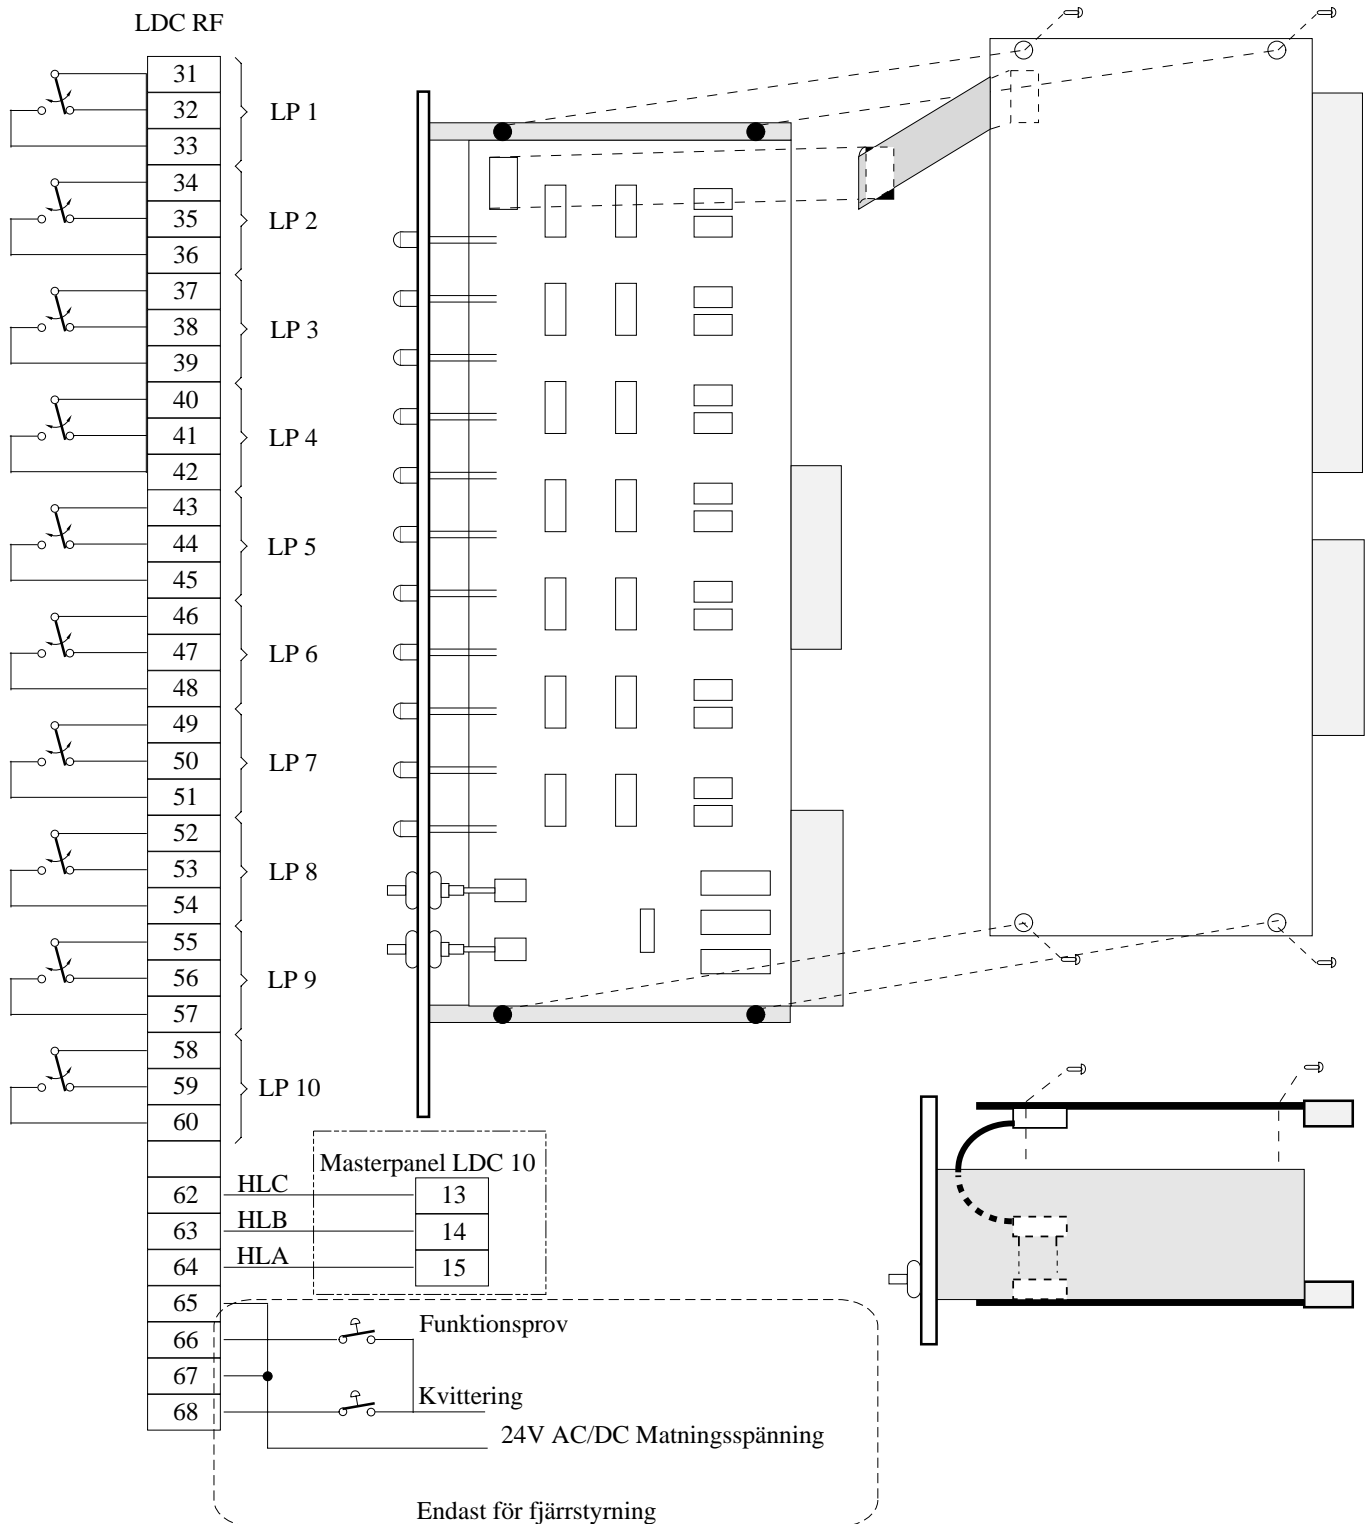 LDC RF
31
32
33
LP 1
34
35
36
LP 2
37
38
39
LP 3
40
41
42
LP 4
43
44
45
LP 5
46
47
48
LP 6
49
50
51
LP 7
52
53
54
LP 8
55
56
57
LP 9
58
59
60
LP 10
Masterpanel LDC 10
62 HLC 13
63 HLB 14
64 HLA 15
65
66
Funktionsprov
67
68
Kvittering
24V AC/DC Matningsspänning
Endast för fjärrstyrning